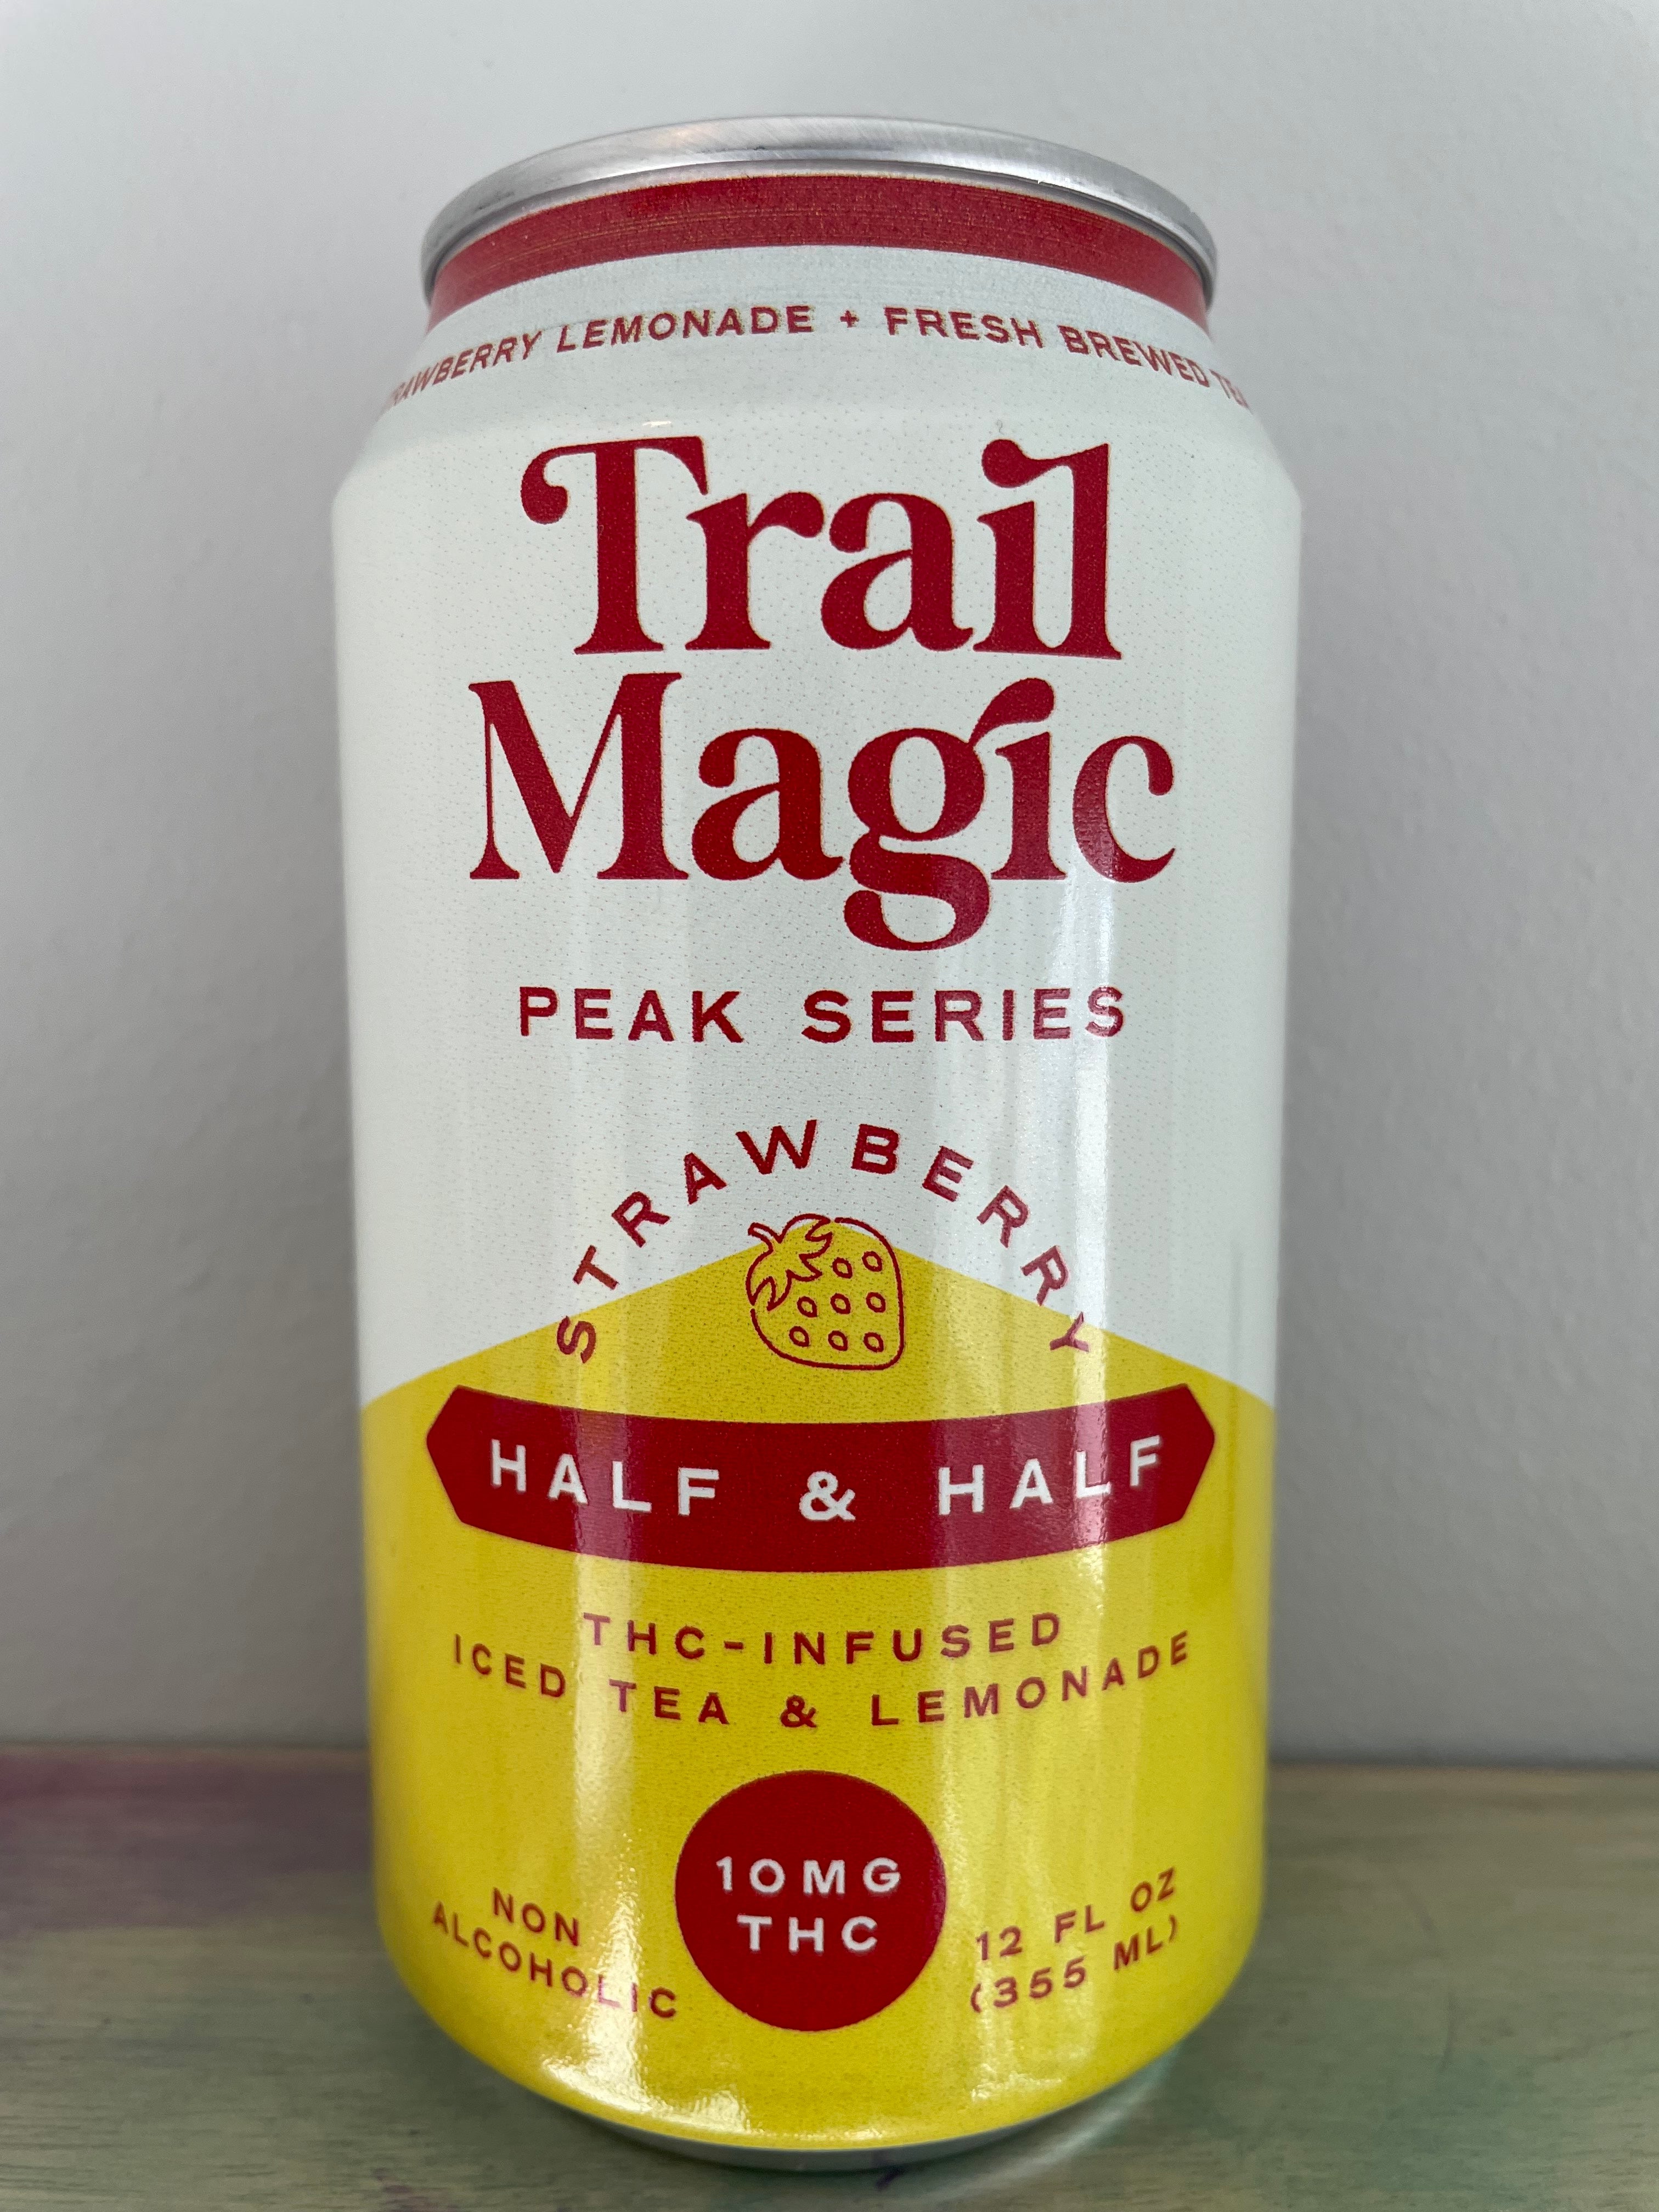 LEMONADE + FRESH BREWED
Trail
Magic
PEAK SERIES
STRAWBERRY
HALF & HALF
THC-INFUSED
ICED TEA & LEMONADE
10MG
THC
NON
ALCOHOLIC
12 FL OZ
(355 ML)